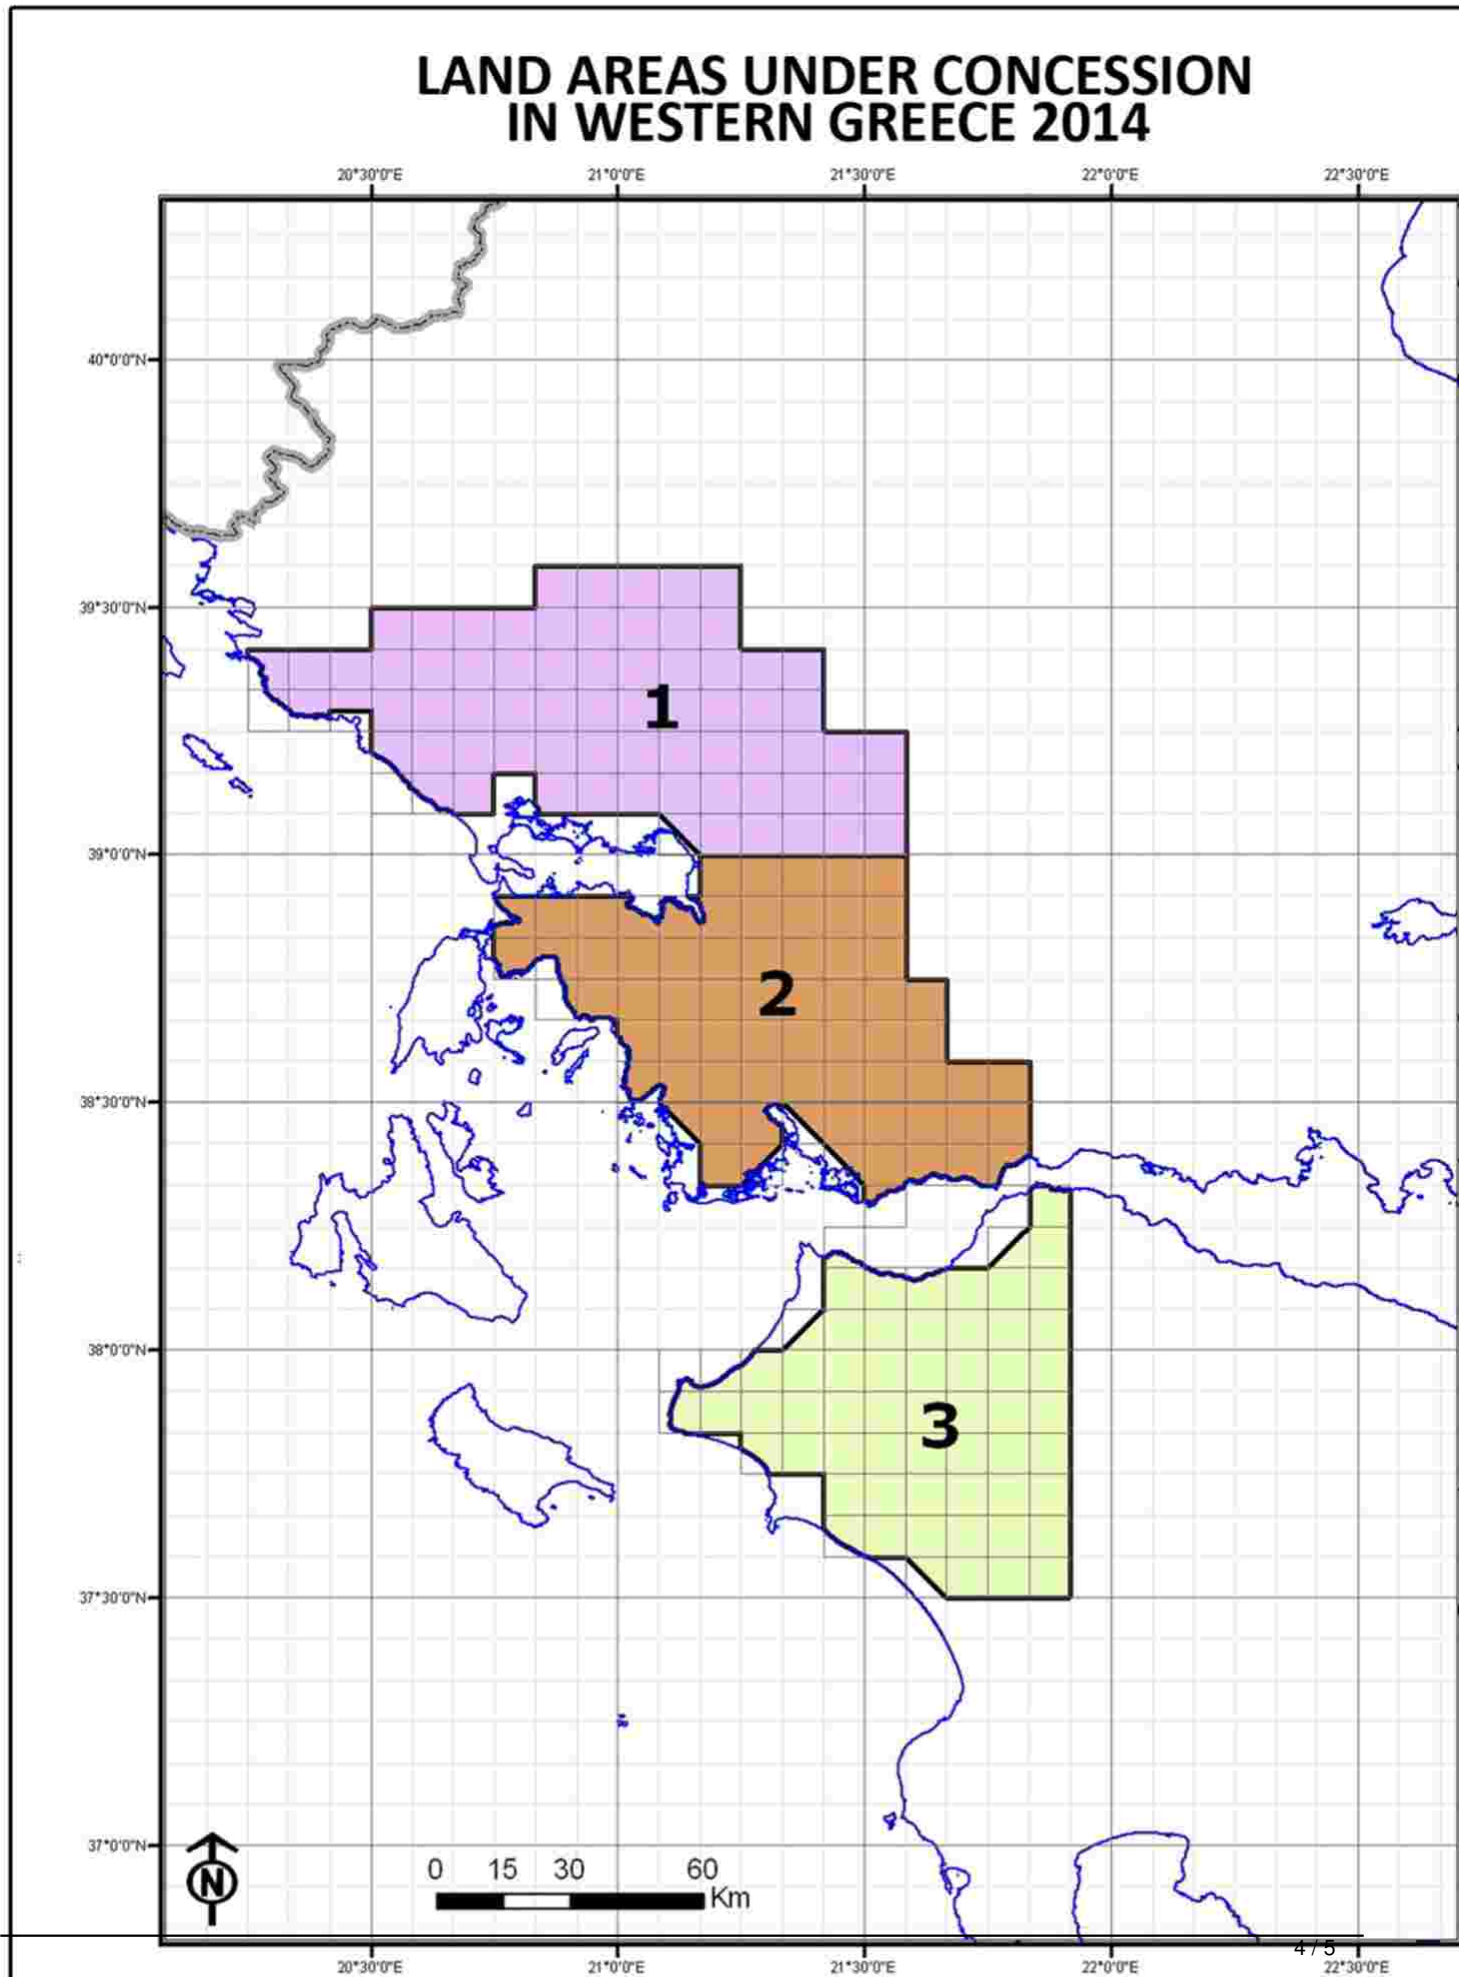 LAND AREAS UNDER CONCESSION
IN WESTERN GREECE 2014
20°30'0"E 21°0'0"E 21°30'0"E 22°0'0"E 22°30'0"E
40°0'0"N
39°30'0"N
1
39°0'0"N
2
38°30'0"N
38°0'0"N
3
37°30'0"N
37°0'0"N
0 15 30 60
Km
N
4 / 5
20°30'0"E 21°0'0"E 21°30'0"E 22°0'0"E 22°30'0"E